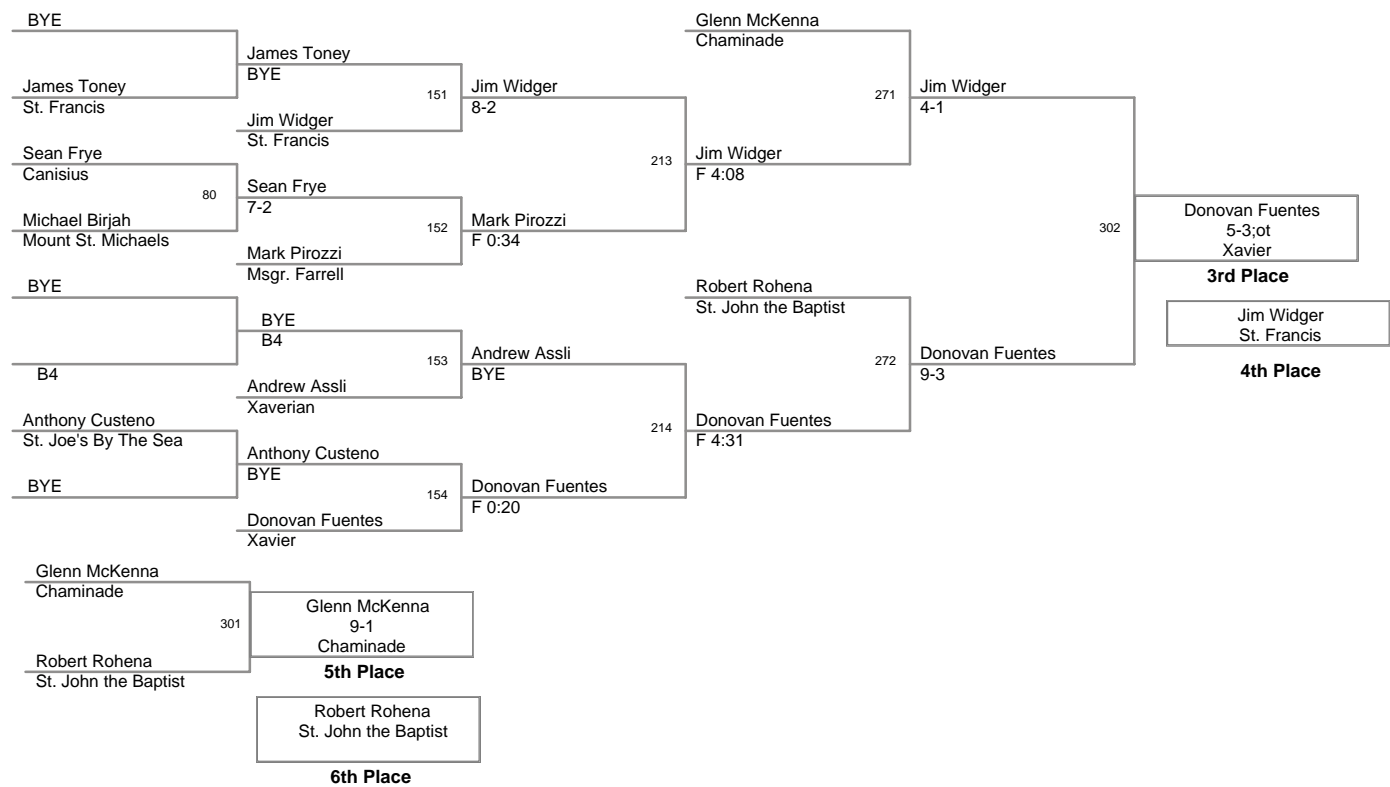 BYE
James Toney
St. Francis
Sean Frye
Canisius
80
Michael Birjah
Mount St. Michaels
BYE
B4
Anthony Custeno
St. Joe's By The Sea
BYE
James Toney
BYE
151
Jim Widger
St. Francis
Sean Frye
7-2
152
Mark Pirozzi
Msgr. Farrell
BYE
B4
153
Andrew Assli
Xaverian
Anthony Custeno
BYE
154
Donovan Fuentes
Xavier
Jim Widger
8-2
213
Mark Pirozzi
F 0:34
Andrew Assli
BYE
214
Donovan Fuentes
F 0:20
Glenn McKenna
Chaminade
271
Jim Widger
F 4:08
Robert Rohena
St. John the Baptist
272
Donovan Fuentes
F 4:31
Jim Widger
4-1
302
Donovan Fuentes
9-3
Donovan Fuentes
5-3;ot
Xavier
3rd Place
Jim Widger
St. Francis
4th Place
Glenn McKenna
Chaminade
301
Robert Rohena
St. John the Baptist
Glenn McKenna
9-1
Chaminade
5th Place
Robert Rohena
St. John the Baptist
6th Place